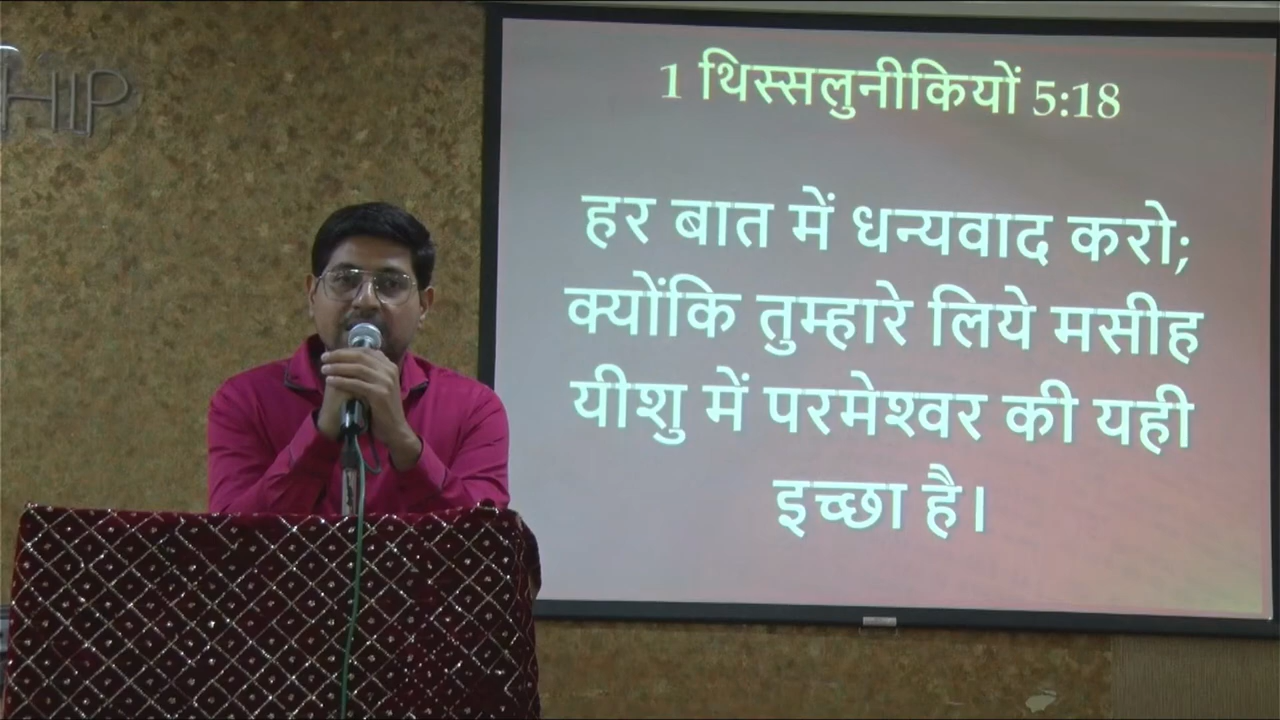 HIP
1 थिस्सलुनीकियों 5:18
हर बात में धन्यवाद करो;
क्योंकि तुम्हारे लिये मसीह
यीशु में परमेश्वर की यही
इच्छा है।